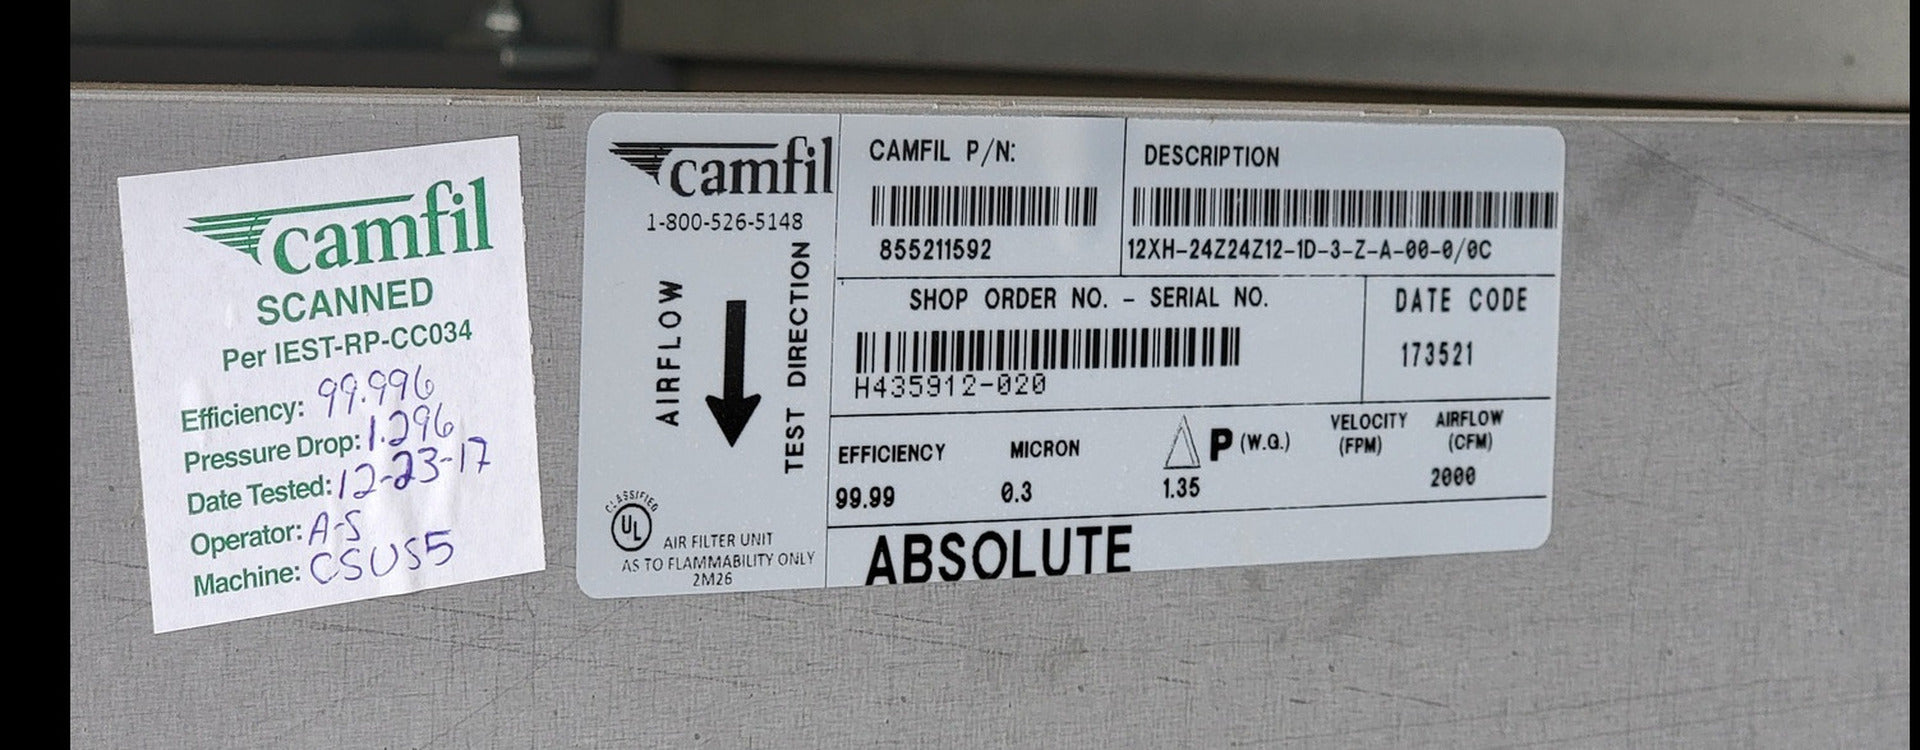 camfil
SCANNED
Per IEST-RP-CC034
Efficiency: 99.996
Pressure Drop: 1.296
Date Tested: 12-23-17
Operator: A-S
Machine: CSUS5
camfil
1-800-526-5148
AIRFLOW
TEST DIRECTION
CLASSIFIED
UL
AIR FILTER UNIT
AS TO FLAMMABILITY ONLY
2M26
CAMFIL P/N:
855211592
DESCRIPTION
12XH-24Z24Z12-1D-3-Z-A-00-0/0C
SHOP ORDER NO. - SERIAL NO.
H435912-020
DATE CODE
173521
EFFICIENCY MICRON △P (W.G.) VELOCITY (FPM) AIRFLOW (CFM)
99.99 0.3 1.35 2000
ABSOLUTE